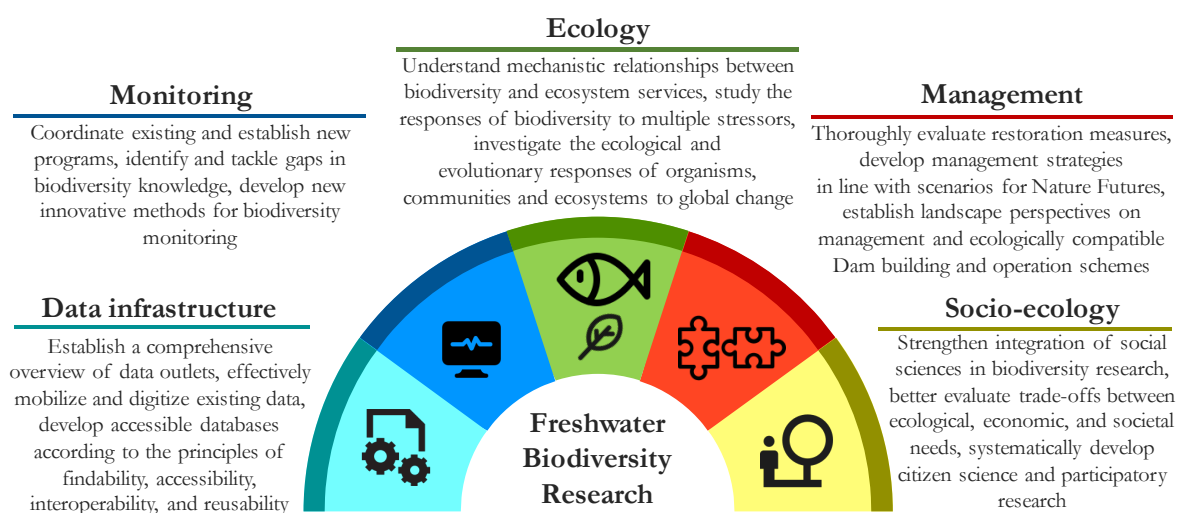 Ecology
Understand mechanistic relationships between
biodiversity and ecosystem services, study the
responses of biodiversity to multiple stressors,
investigate the ecological and
evolutionary responses of organisms,
communities and ecosystems to global change
Monitoring
Coordinate existing and establish new
programs, identify and tackle gaps in
biodiversity knowledge, develop new
innovative methods for biodiversity
monitoring
Management
Thoroughly evaluate restoration measures,
develop management strategies
in line with scenarios for Nature Futures,
establish landscape perspectives on
management and ecologically compatible
Dam building and operation schemes
Data infrastructure
Establish a comprehensive
overview of data outlets, effectively
mobilize and digitize existing data,
develop accessible databases
according to the principles of
findability, accessibility,
interoperability, and reusability
Socio-ecology
Strengthen integration of social
sciences in biodiversity research,
better evaluate trade-offs between
ecological, economic, and societal
needs, systematically develop
citizen science and participatory
research
Freshwater
Biodiversity
Research